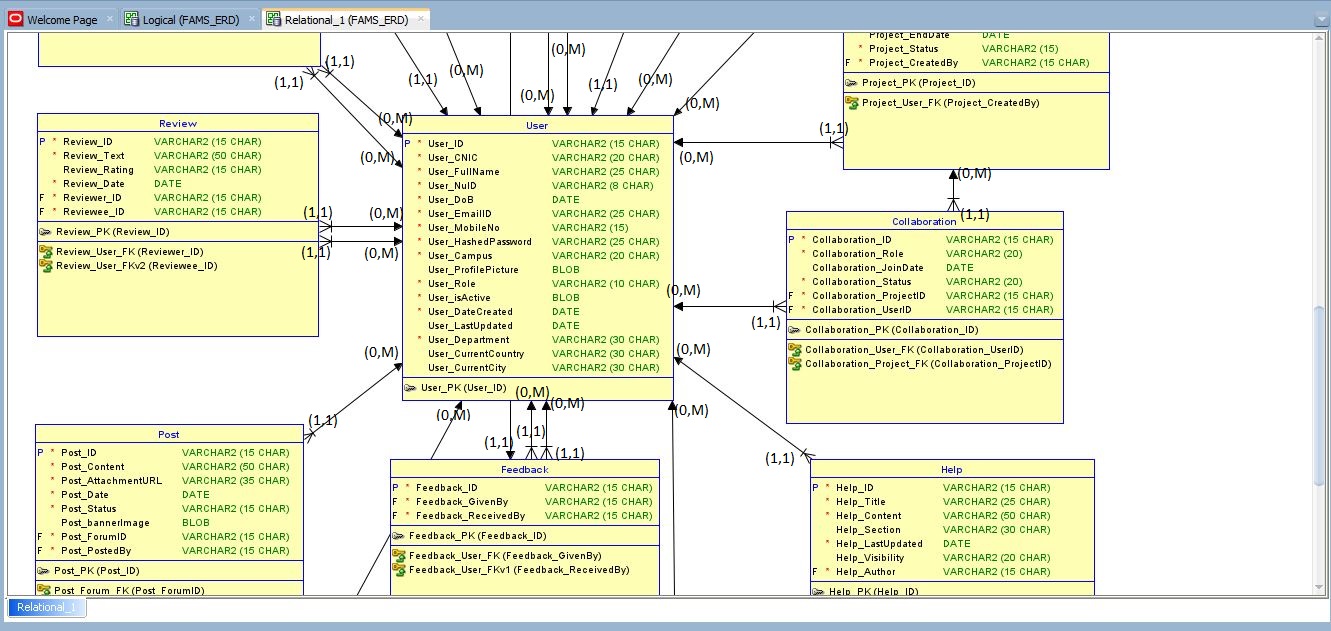 Welcome Page
Logical (FAMS_ERD)
Relational_1 (FAMS_ERD)
(1,1)
(1,1)
(0,M)
(0,M)
(1,1)
(0,M)
(0,M)
(0,M)
(1,1)
(0,M)
(0,M)
Project_EndDate DATE
* Project_Status VARCHAR2 (15)
F * Project_CreatedBy VARCHAR2 (15 CHAR)
Project_PK (Project_ID)
Project_User_FK (Project_CreatedBy)
(1,1)
(0,M)
(0,M)
(1,1)
Review
P * Review_ID VARCHAR2 (15 CHAR)
* Review_Text VARCHAR2 (50 CHAR)
Review_Rating VARCHAR2 (15 CHAR)
* Review_Date DATE
F * Reviewer_ID VARCHAR2 (15 CHAR)
F * Reviewee_ID VARCHAR2 (15 CHAR)
Review_PK (Review_ID)
Review_User_FK (Reviewer_ID)
Review_User_FKv2 (Reviewee_ID)
(1,1)
(0,M)
(1,1)
(0,M)
User
P * User_ID VARCHAR2 (15 CHAR)
* User_CNIC VARCHAR2 (20 CHAR)
* User_FullName VARCHAR2 (25 CHAR)
* User_NuID VARCHAR2 (8 CHAR)
* User_DoB DATE
* User_EmailID VARCHAR2 (25 CHAR)
* User_MobileNo VARCHAR2 (15)
* User_HashedPassword VARCHAR2 (25 CHAR)
* User_Campus VARCHAR2 (20 CHAR)
User_ProfilePicture BLOB
* User_Role VARCHAR2 (10 CHAR)
* User_isActive BLOB
* User_DateCreated DATE
User_LastUpdated DATE
* User_Department VARCHAR2 (30 CHAR)
User_CurrentCountry VARCHAR2 (30 CHAR)
User_CurrentCity VARCHAR2 (30 CHAR)
User_PK (User_ID)
Collaboration
P * Collaboration_ID VARCHAR2 (15 CHAR)
* Collaboration_Role VARCHAR2 (20)
Collaboration_JoinDate DATE
* Collaboration_Status VARCHAR2 (20)
F * Collaboration_ProjectID VARCHAR2 (15 CHAR)
F * Collaboration_UserID VARCHAR2 (15 CHAR)
Collaboration_PK (Collaboration_ID)
Collaboration_User_FK (Collaboration_UserID)
Collaboration_Project_FK (Collaboration_ProjectID)
(0,M)
(1,1)
(0,M)
(0,M)
(0,M)
(0,M)
(0,M)
(0,M)
(1,1)
(1,1)
(1,1)
(1,1)
(1,1)
Post
P * Post_ID VARCHAR2 (15 CHAR)
* Post_Content VARCHAR2 (50 CHAR)
* Post_AttachmentURL VARCHAR2 (35 CHAR)
* Post_Date DATE
* Post_Status VARCHAR2 (15 CHAR)
Post_bannerImage BLOB
F * Post_ForumID VARCHAR2 (15 CHAR)
F * Post_PostedBy VARCHAR2 (15 CHAR)
Post_PK (Post_ID)
Post_Forum_FK (Post_ForumID)
Feedback
P * Feedback_ID VARCHAR2 (15 CHAR)
F * Feedback_GivenBy VARCHAR2 (15 CHAR)
F * Feedback_ReceivedBy VARCHAR2 (15 CHAR)
Feedback_PK (Feedback_ID)
Feedback_User_FK (Feedback_GivenBy)
Feedback_User_FKv1 (Feedback_ReceivedBy)
Help
P * Help_ID VARCHAR2 (15 CHAR)
* Help_Title VARCHAR2 (25 CHAR)
* Help_Content VARCHAR2 (50 CHAR)
Help_Section VARCHAR2 (30 CHAR)
* Help_LastUpdated DATE
Help_Visibility VARCHAR2 (20 CHAR)
F * Help_Author VARCHAR2 (15 CHAR)
Help_PK (Help_ID)
Relational_1